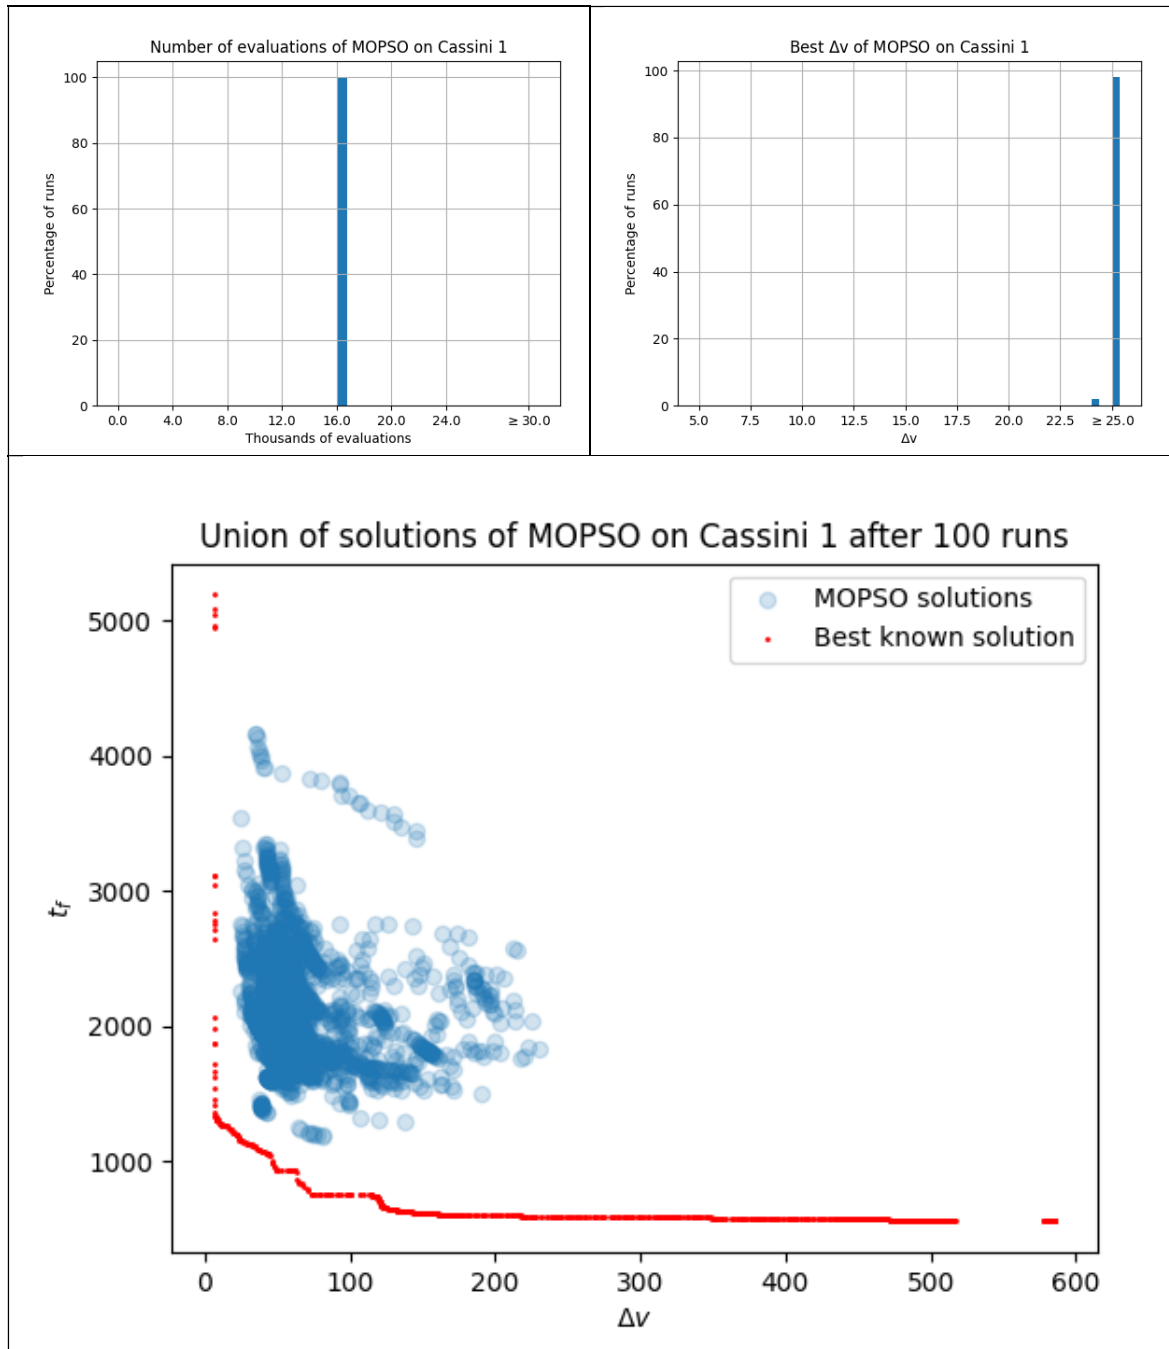 Number of evaluations of MOPSO on Cassini 1
100
80
60
40
20
0
Percentage of runs
0.0 4.0 8.0 12.0 16.0 20.0 24.0 ≥ 30.0
Thousands of evaluations
Best Δv of MOPSO on Cassini 1
100
80
60
40
20
0
Percentage of runs
5.0 7.5 10.0 12.5 15.0 17.5 20.0 22.5 ≥ 25.0
Δv
Union of solutions of MOPSO on Cassini 1 after 100 runs
MOPSO solutions
Best known solution
5000
4000
3000
2000
1000
t_f
0 100 200 300 400 500 600
Δv